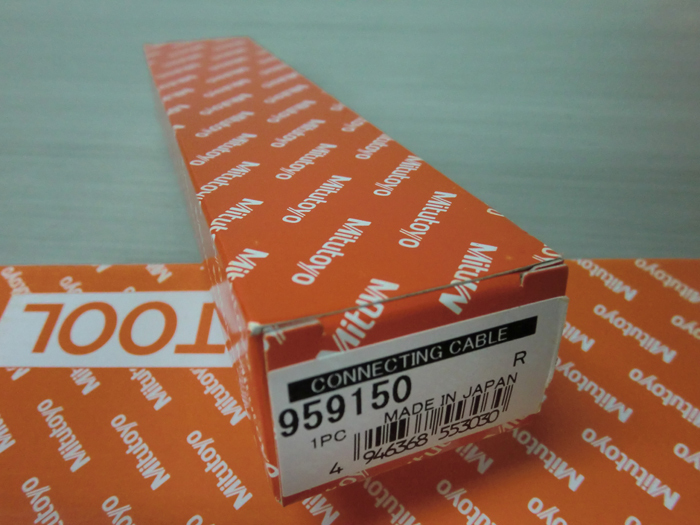 Mitutoyo
TOOL
CONNECTING CABLE
R
959150
MADE IN JAPAN
1PC
4 946368 553030